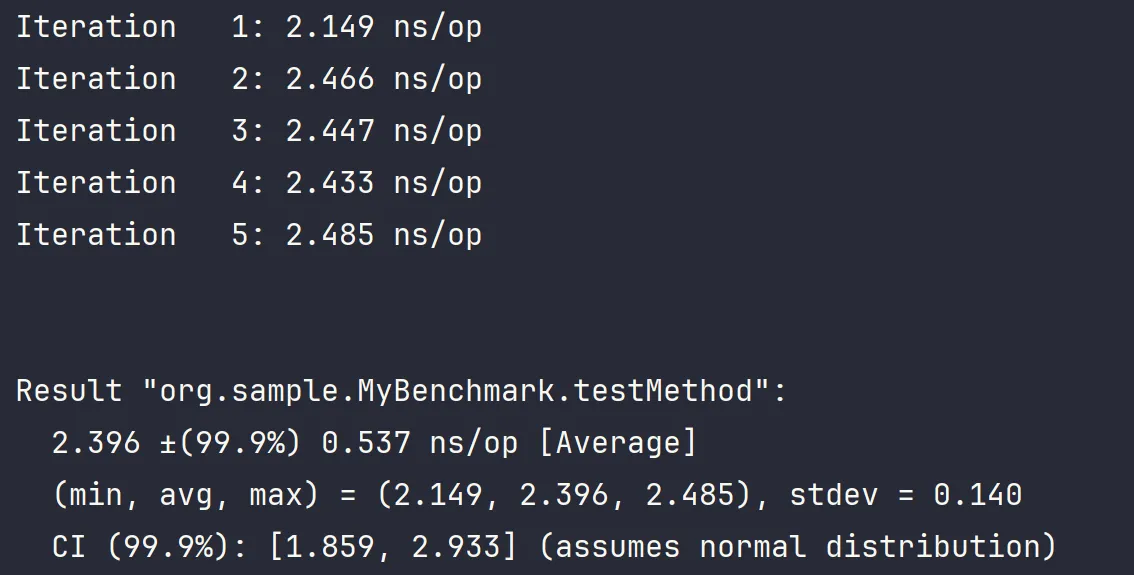 Iteration   1: 2.149 ns/op
Iteration   2: 2.466 ns/op
Iteration   3: 2.447 ns/op
Iteration   4: 2.433 ns/op
Iteration   5: 2.485 ns/op
Result "org.sample.MyBenchmark.testMethod":
  2.396 ±(99.9%) 0.537 ns/op [Average]
  (min, avg, max) = (2.149, 2.396, 2.485), stdev = 0.140
  CI (99.9%): [1.859, 2.933] (assumes normal distribution)